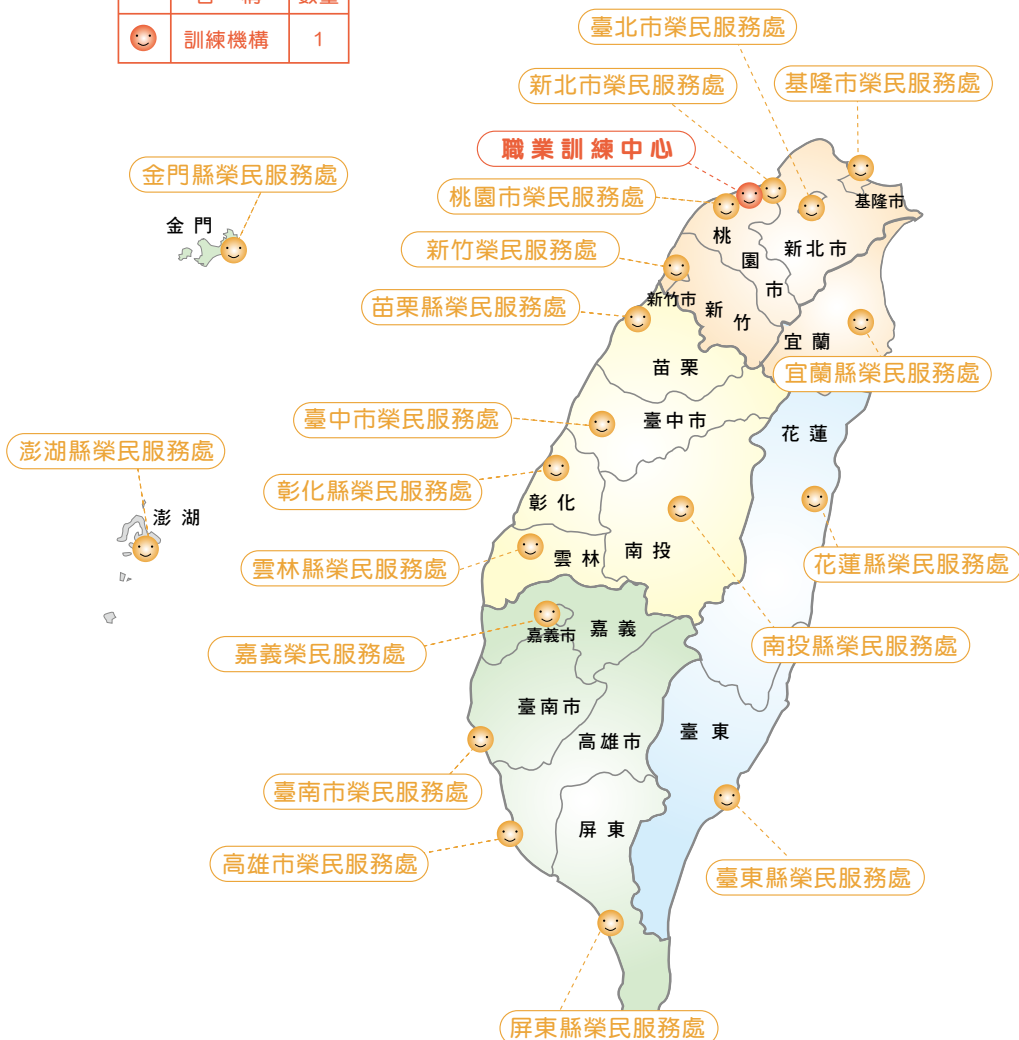 訓練機構 1
臺北市榮民服務處
新北市榮民服務處
基隆市榮民服務處
職業訓練中心
金門縣榮民服務處
桃園市榮民服務處
基隆市
金門
桃園市
新北市
新竹榮民服務處
新竹市
新竹
苗栗縣榮民服務處
宜蘭
苗栗
宜蘭縣榮民服務處
臺中市榮民服務處
臺中市
花蓮
澎湖縣榮民服務處
彰化縣榮民服務處
彰化
澎湖
南投
雲林
雲林縣榮民服務處
花蓮縣榮民服務處
嘉義市
嘉義
嘉義榮民服務處
南投縣榮民服務處
臺南市
臺東
高雄市
臺南市榮民服務處
屏東
高雄市榮民服務處
臺東縣榮民服務處
屏東縣榮民服務處